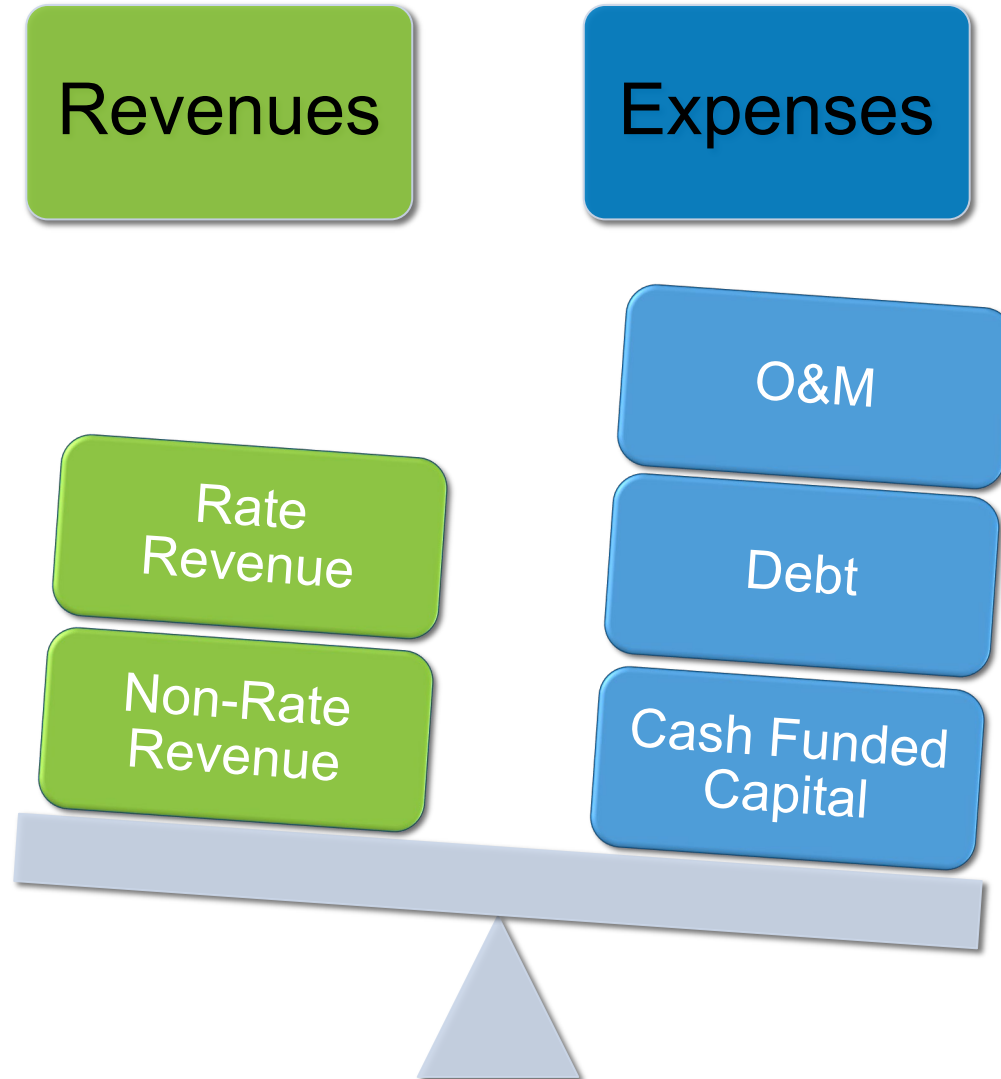 Revenues
Expenses
O&M
Rate
Revenue
Debt
Non-Rate
Revenue
Cash Funded
Capital